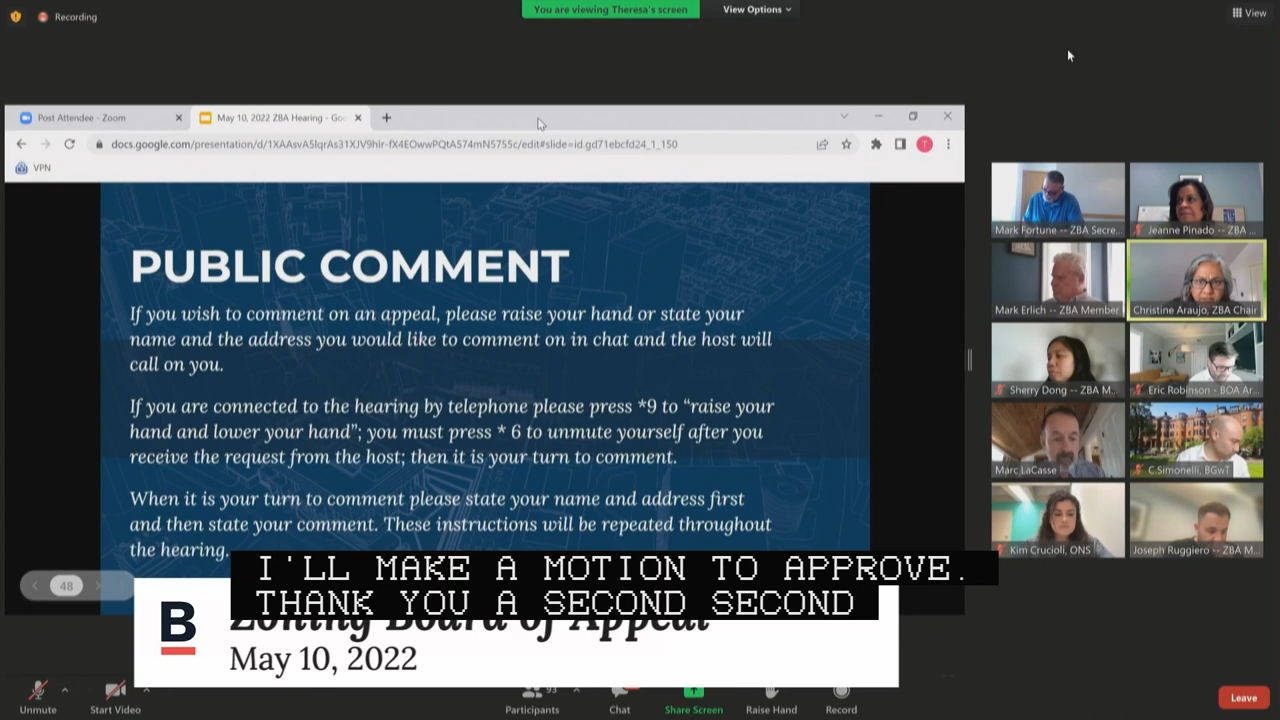 Recording
You are viewing Theresa's screen
View Options
View
Post Attendee - Zoom
May 10, 2022 ZBA Hearing - Goo
docs.google.com/presentation/d/1XAAsvA5lqrAs31XJV9hIr-fX4EOwwPQtA574mN5755c/edit#slide=id.gd71ebcfd24_1_150
T
VPN
PUBLIC COMMENT
If you wish to comment on an appeal, please raise your hand or state your
name and the address you would like to comment on in chat and the host will
call on you.
If you are connected to the hearing by telephone please press *9 to “raise your
hand and lower your hand”; you must press * 6 to unmute yourself after you
receive the request from the host; then it is your turn to comment.
When it is your turn to comment please state your name and address first
and then state your comment. These instructions will be repeated throughout
the hearing.
48
I'LL MAKE A MOTION TO APPROVE.
THANK YOU A SECOND SECOND
B
Zoning Board of Appeal
May 10, 2022
Mark Fortune -- ZBA Secre...
Jeanne Pinado -- ZBA ...
Mark Erlich -- ZBA Member
Christine Araujo, ZBA Chair
Sherry Dong -- ZBA M...
Eric Robinson - BOA Ar...
Marc LaCasse
C.Simonelli, BGwT
Kim Crucioli, ONS
Joseph Ruggiero -- ZBA M...
Unmute
Start Video
93
Participants
Chat
Share Screen
Raise Hand
Record
Leave